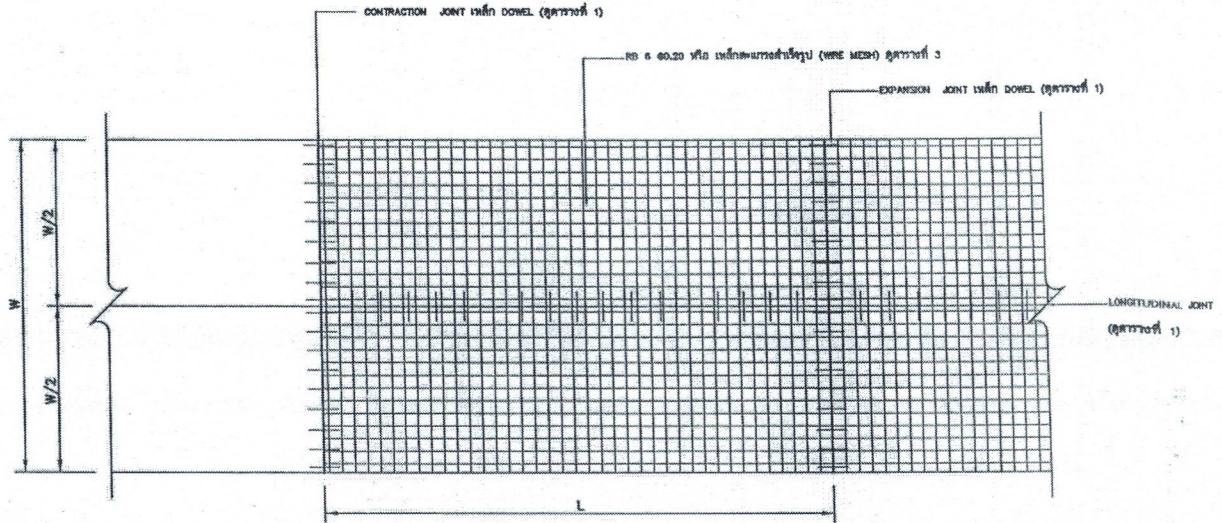 CONTRACTION JOINT เหล็ก DOWEL (ดูตารางที่ 1)
RB 6 @0.20 หรือ เหล็กตะแกรงสำเร็จรูป (WIRE MESH) ดูตารางที่ 3
EXPANSION JOINT เหล็ก DOWEL (ดูตารางที่ 1)
W/2
W
LONGITUDINAL JOINT
(ดูตารางที่ 1)
W/2
L